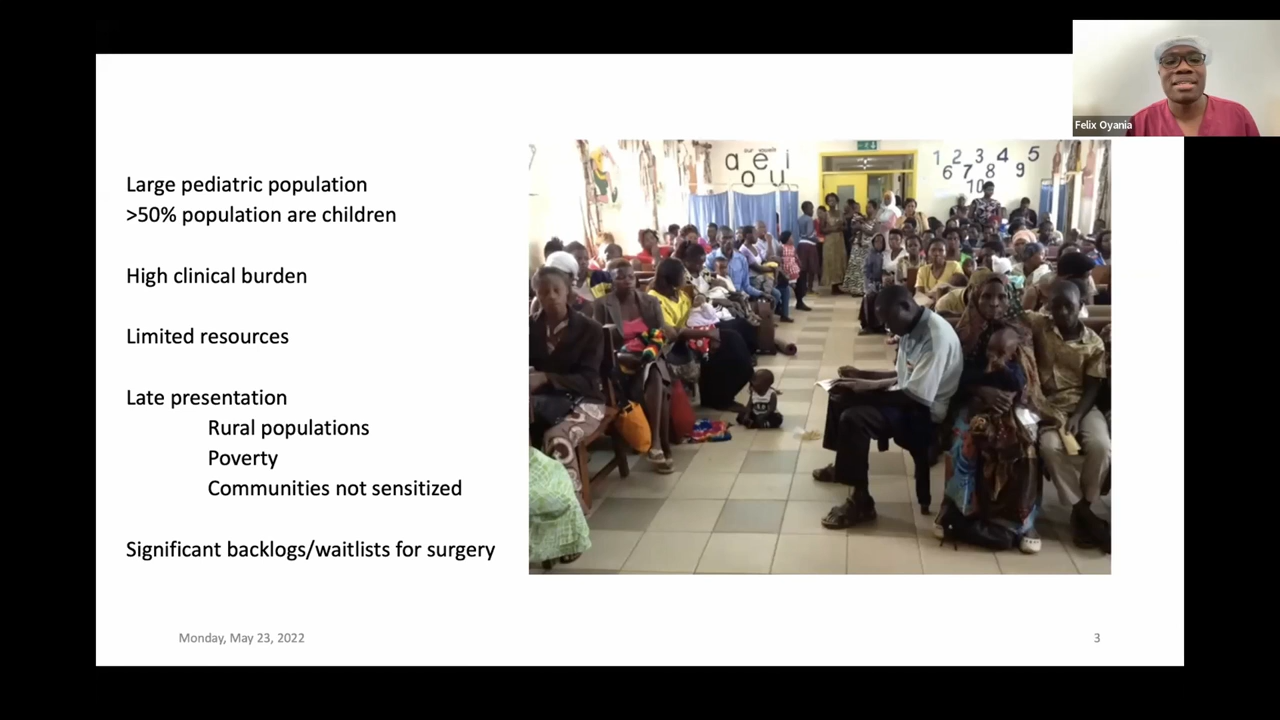 Large pediatric population
>50% population are children
High clinical burden
Limited resources
Late presentation
Rural populations
Poverty
Communities not sensitized
Significant backlogs/waitlists for surgery
Monday, May 23, 2022
3
a e i
o u
1 2 3 4 5
6 7 8 9
10
Felix Oyania